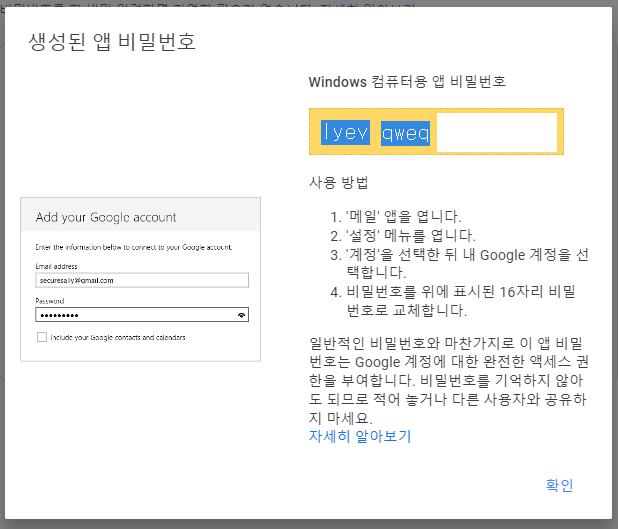 생성된 앱 비밀번호
Windows 컴퓨터용 앱 비밀번호
lyev qweq
사용 방법
1. '메일' 앱을 엽니다.
2. '설정' 메뉴를 엽니다.
3. '계정'을 선택한 뒤 내 Google 계정을 선
택합니다.
4. 비밀번호를 위에 표시된 16자리 비밀
번호로 교체합니다.
일반적인 비밀번호와 마찬가지로 이 앱 비밀
번호는 Google 계정에 대한 완전한 액세스 권
한을 부여합니다. 비밀번호를 기억하지 않아
도 되므로 적어 놓거나 다른 사용자와 공유하
지 마세요.
자세히 알아보기
Add your Google account
Enter the information below to connect to your Google account.
Email address
securesally@gmail.com
Password
Include your Google contacts and calendars
확인